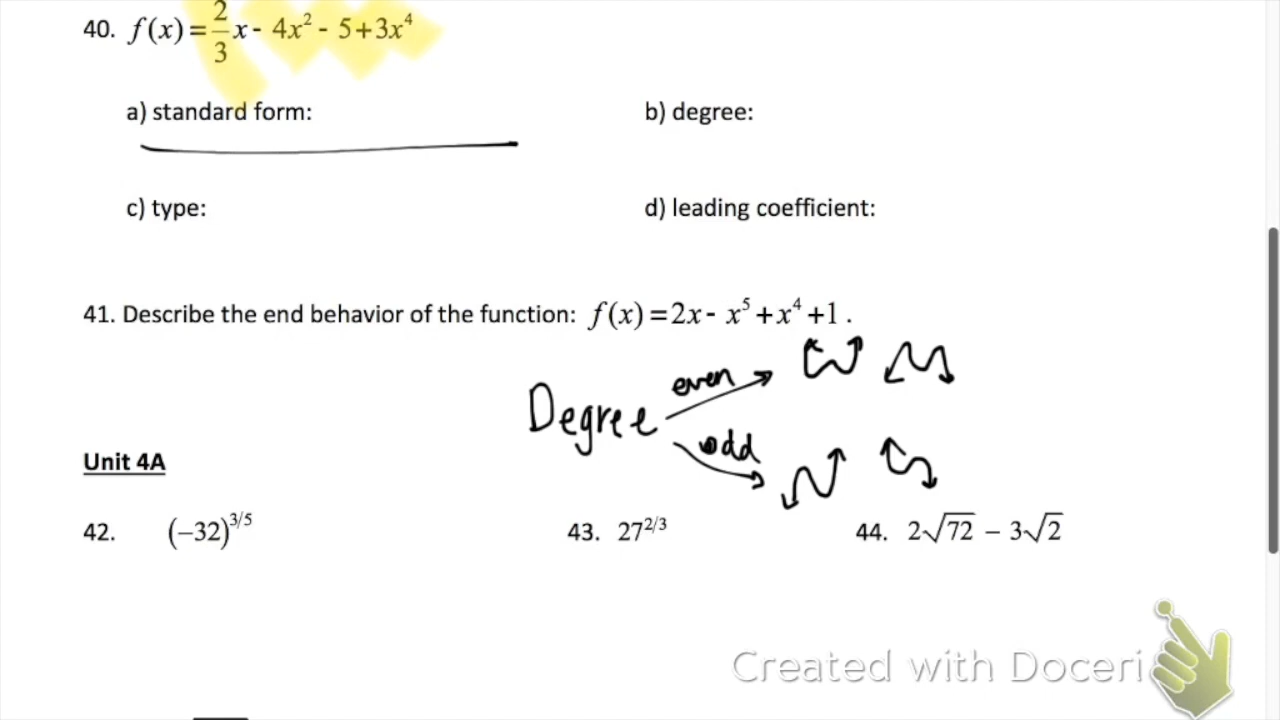 40. f(x) = 2/3 x - 4x² - 5 + 3x⁴
a) standard form: b) degree:
c) type: d) leading coefficient:
41. Describe the end behavior of the function: f(x) = 2x - x⁵ + x⁴ + 1 .
even
Degree
odd
Unit 4A
42. (−32)^3/5 43. 27^2/3 44. 2√72 − 3√2
Created with Doceri